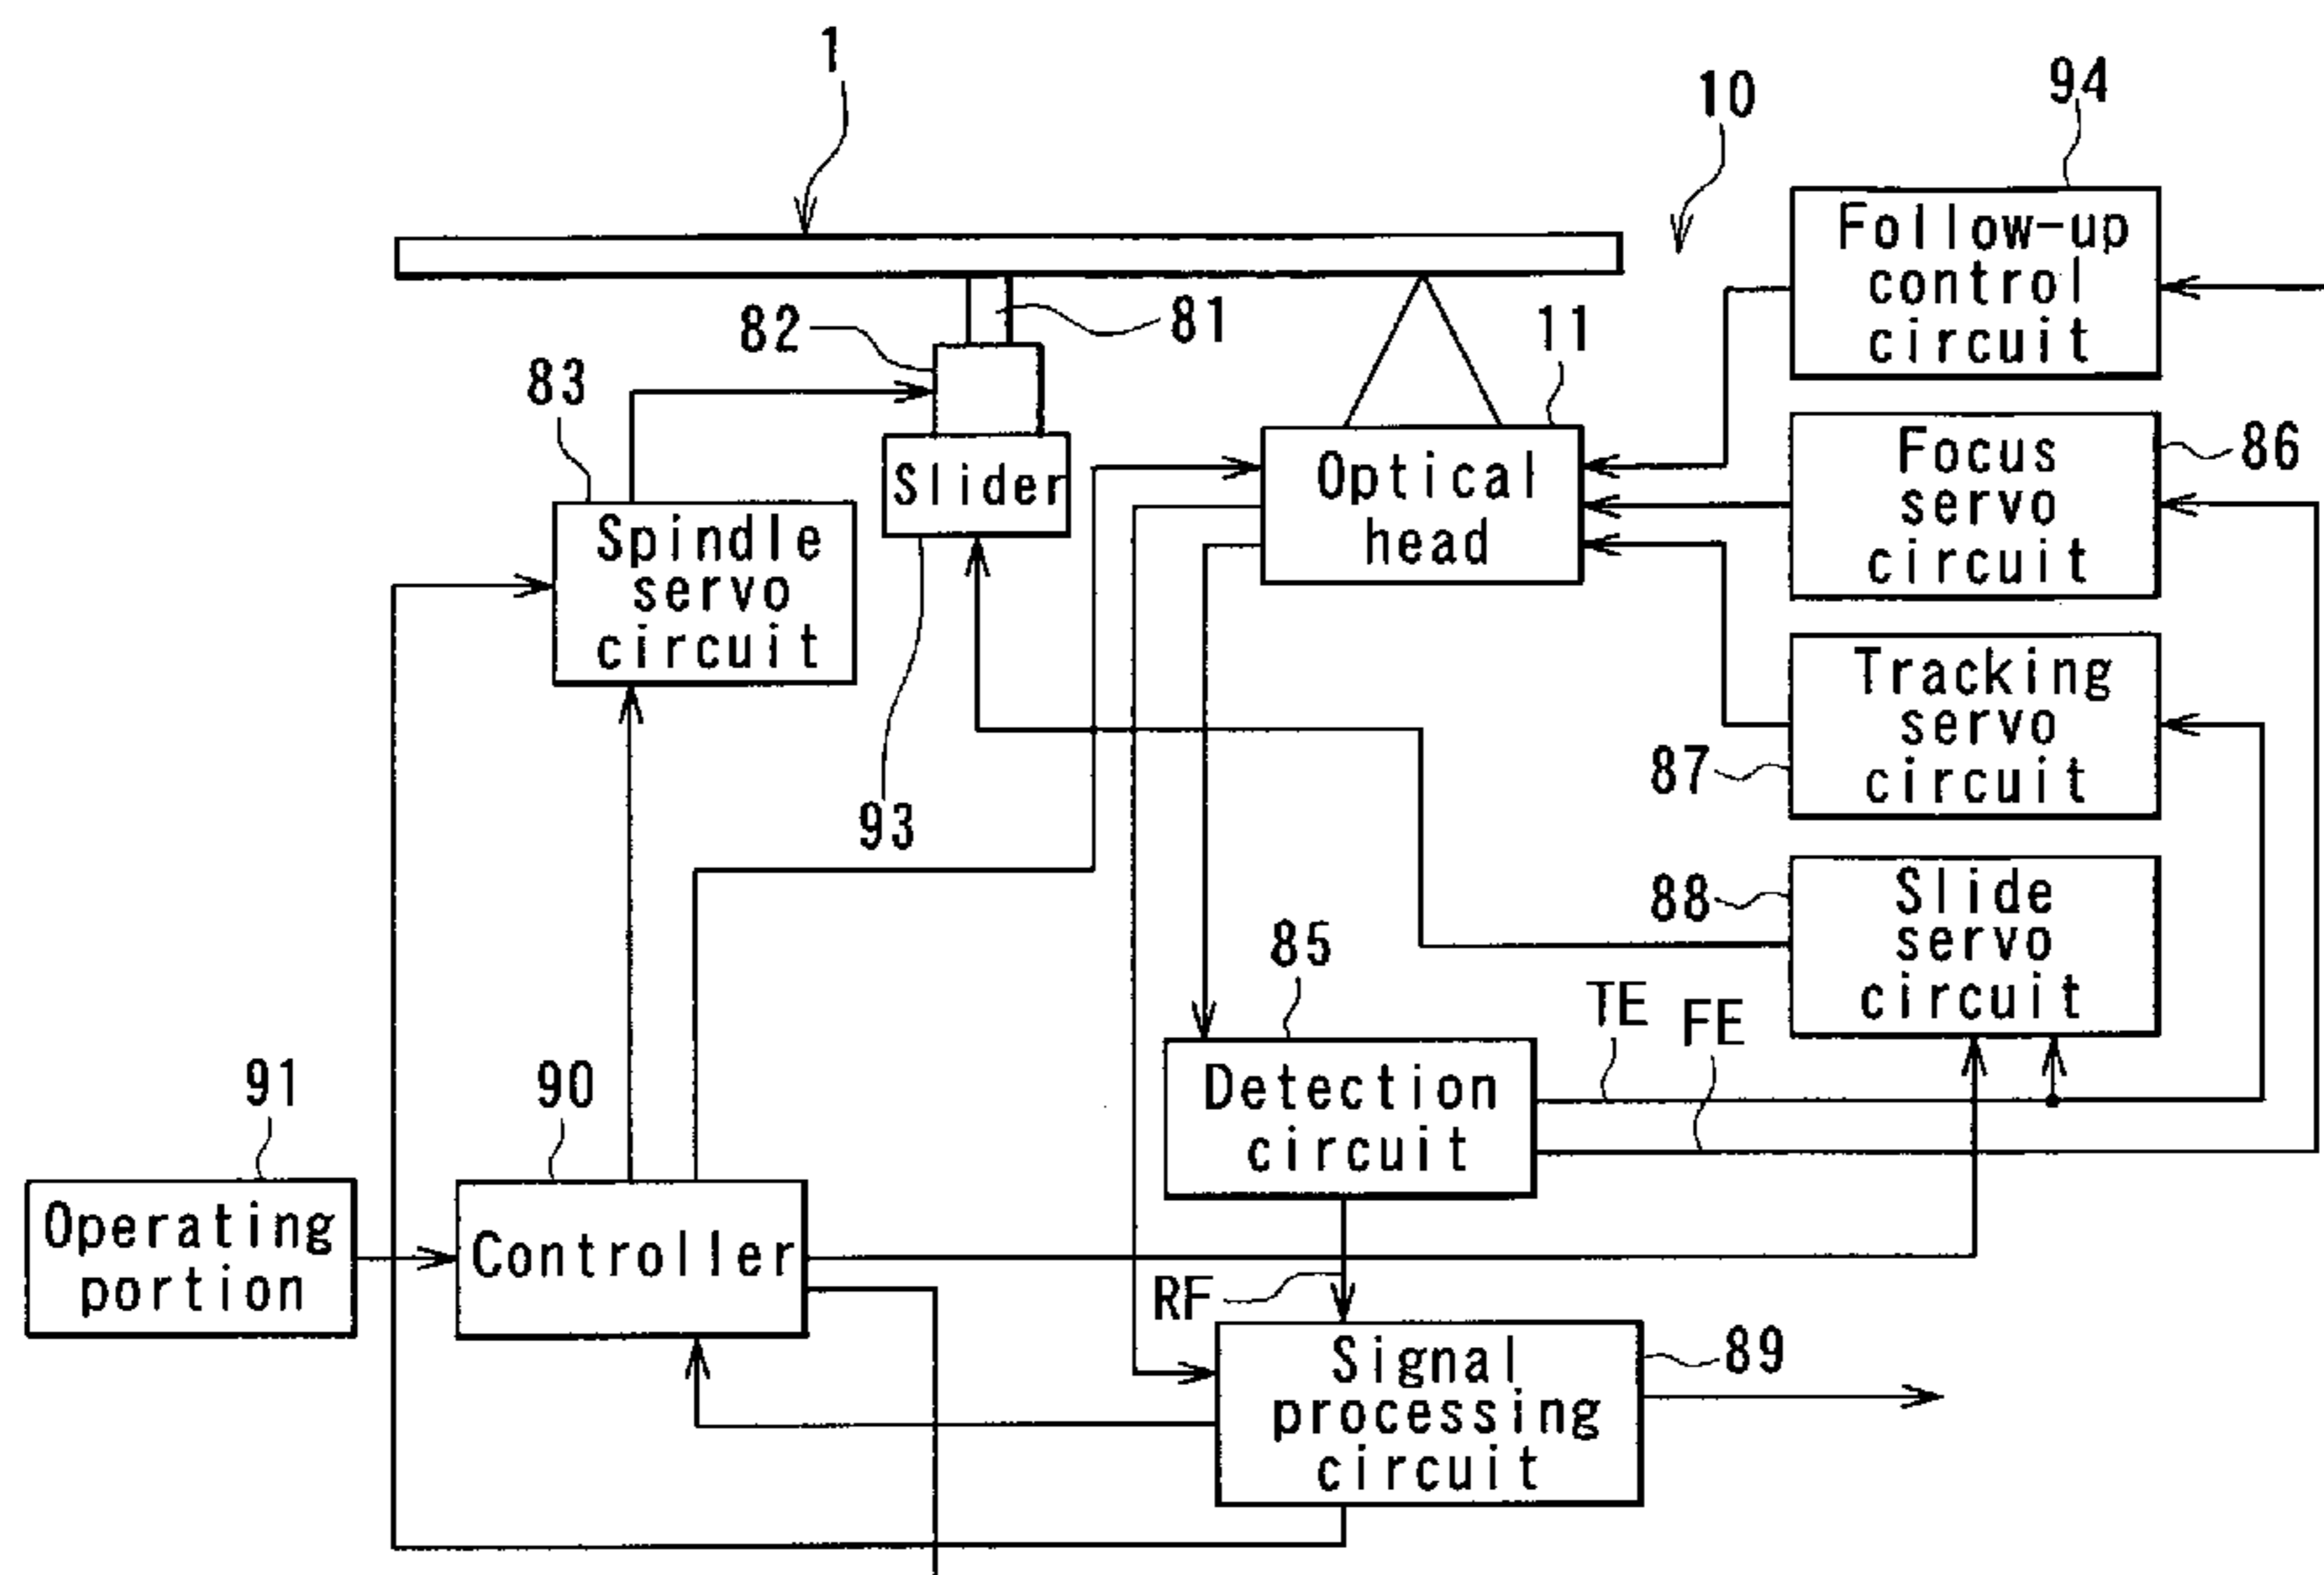 1
10
94
Follow-up
control
circuit
82
81
11
83
Focus
servo
circuit
86
Optical
head
Slider
Spindle
servo
circuit
Tracking
servo
circuit
87
93
88
Slide
servo
circuit
85
TE
FE
91
90
Detection
circuit
Operating
portion
Controller
RF
Signal
processing
circuit
89